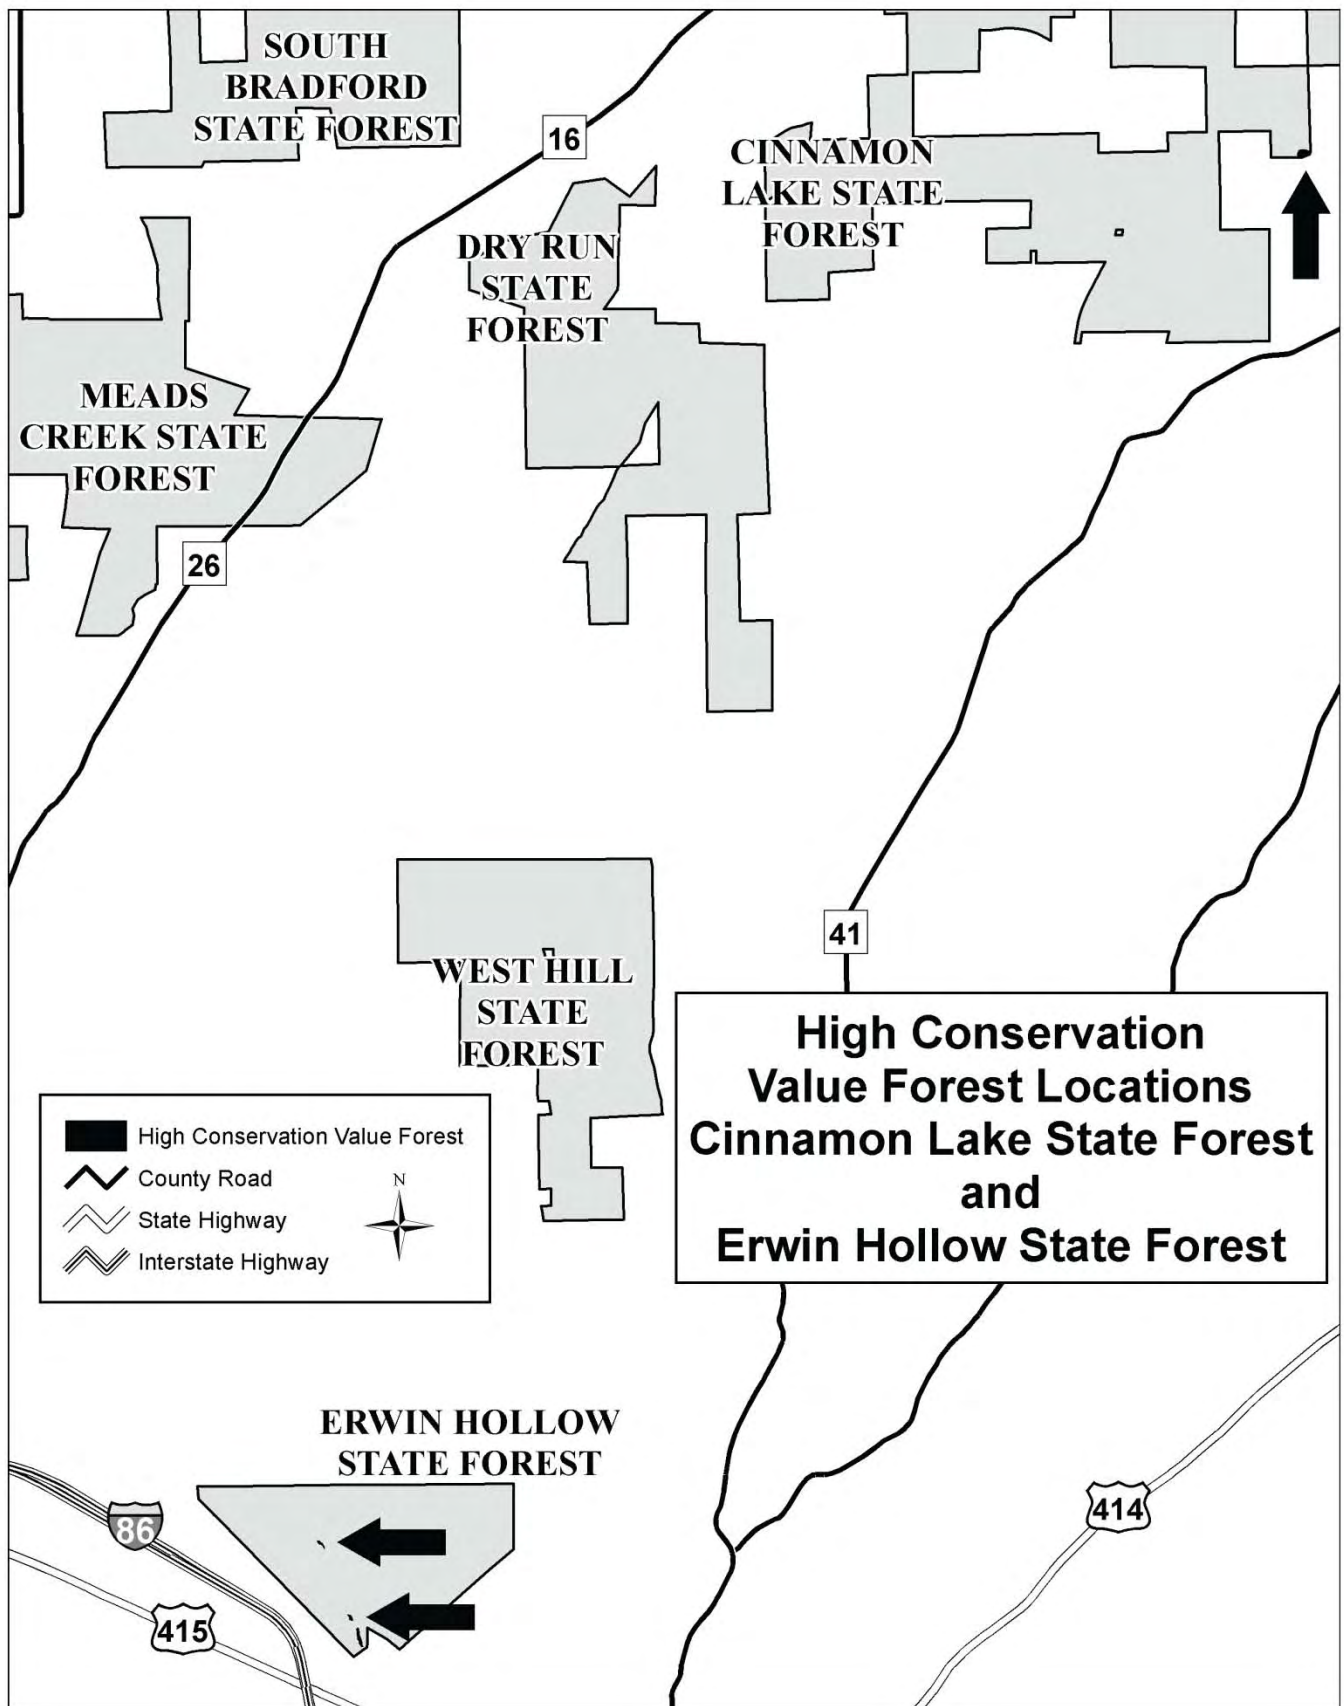 SOUTH
BRADFORD
STATE FOREST
16
CINNAMON
LAKE STATE
FOREST
DRY RUN
STATE
FOREST
MEADS
CREEK STATE
FOREST
26
41
WEST HILL
STATE
FOREST
High Conservation
Value Forest Locations
Cinnamon Lake State Forest
and
Erwin Hollow State Forest
High Conservation Value Forest
County Road
N
State Highway
Interstate Highway
ERWIN HOLLOW
STATE FOREST
86
414
415